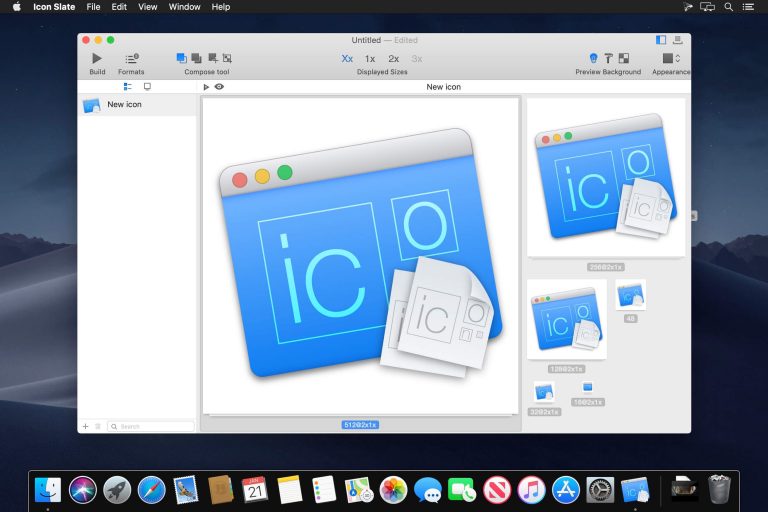 Icon Slate File Edit View Window Help
Untitled — Edited
Xx 1x 2x 3x
Build Formats Compose tool Displayed Sizes Preview Background Appearance
New icon
New icon
ico
ic
256@2x1x
48
128@2x1x
32@2x1x
16@2x1x
512@2x1x
Search
JAN
21